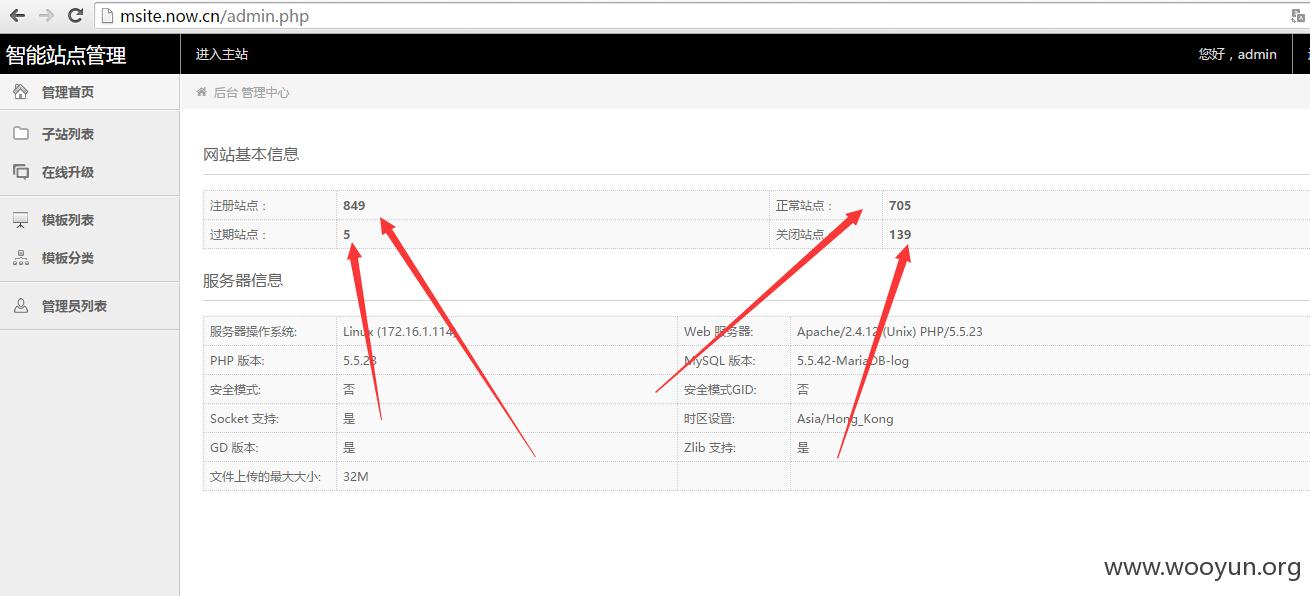 msite.now.cn/admin.php
智能站点管理 进入主站 您好，admin
管理首页
子站列表
在线升级
模板列表
模板分类
管理员列表
后台 管理中心
网站基本信息
注册站点： 849 正常站点： 705
过期站点： 5 关闭站点 139
服务器信息
服务器操作系统: Linux (172.16.1.114) Web 服务器: Apache/2.4.12 (Unix) PHP/5.5.23
PHP 版本: 5.5.23 MySQL 版本: 5.5.42-MariaDB-log
安全模式: 否 安全模式GID: 否
Socket 支持: 是 时区设置: Asia/Hong_Kong
GD 版本: 是 Zlib 支持: 是
文件上传的最大大小: 32M
www.wooyun.org